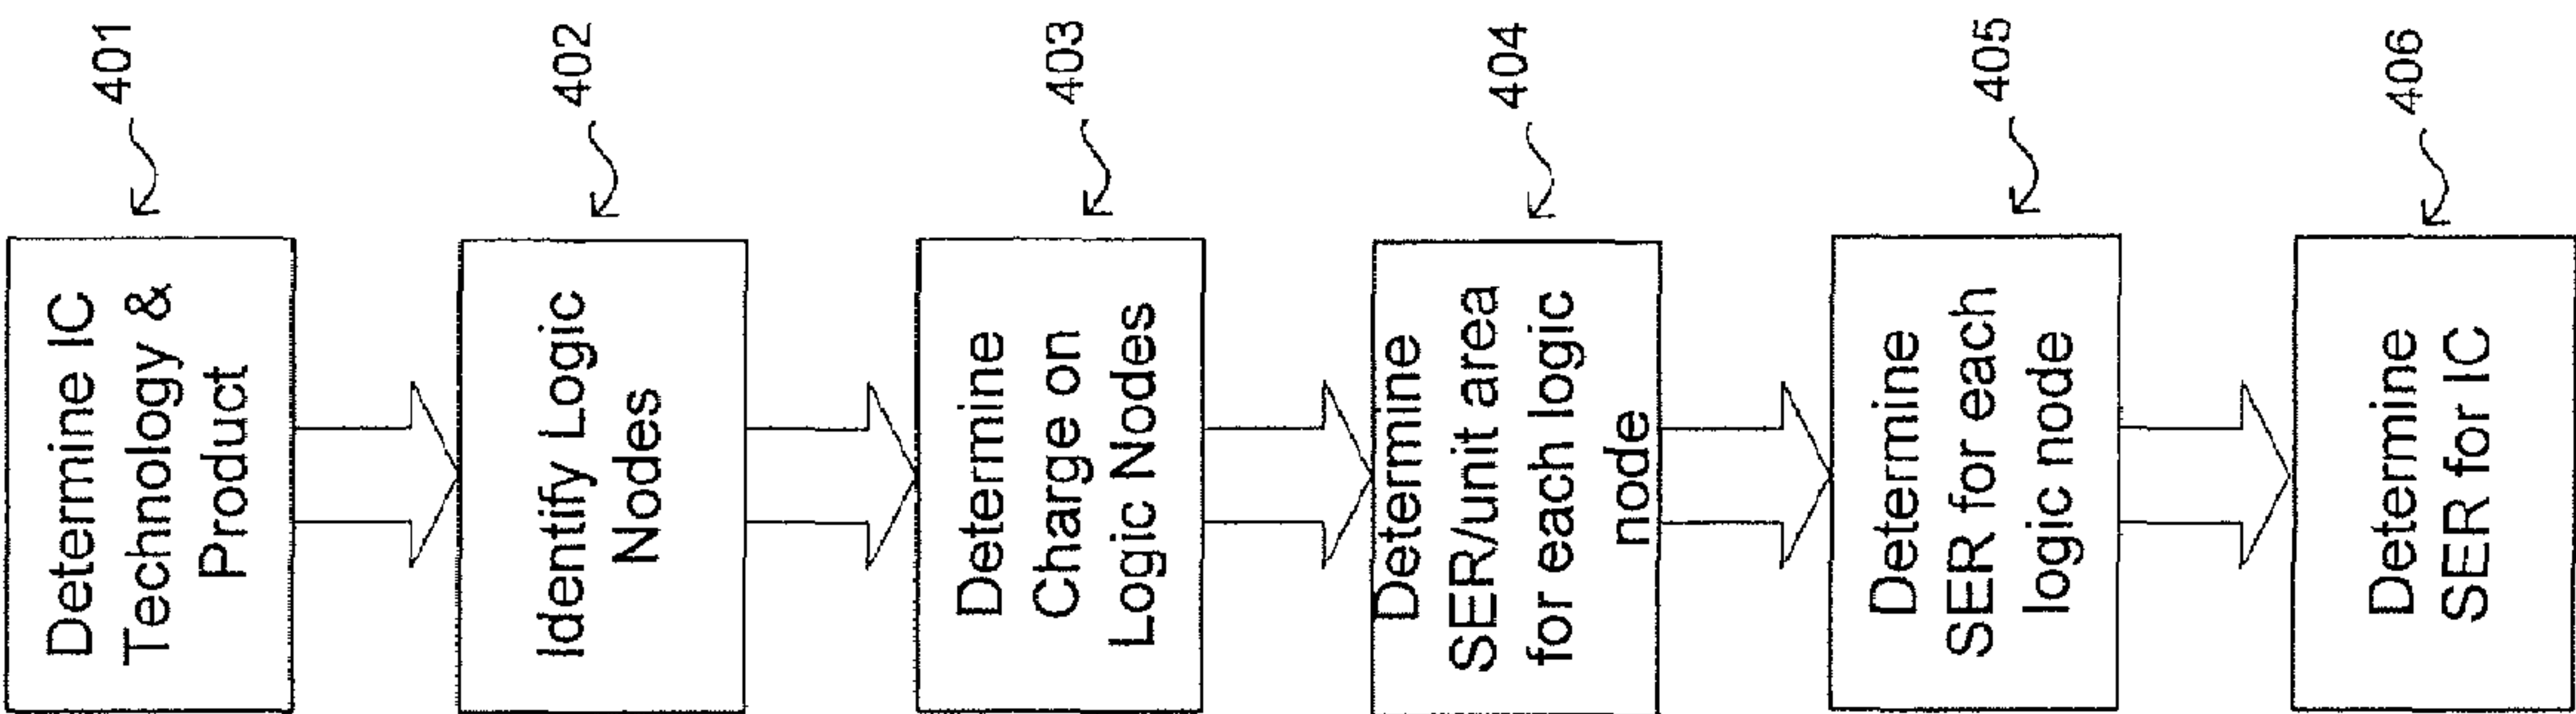 Determine IC
Technology &
Product
401
Identify Logic
Nodes
402
Determine
Charge on
Logic Nodes
403
Determine
SER/unit area
for each logic
node
404
Determine
SER for each
logic node
405
Determine
SER for IC
406